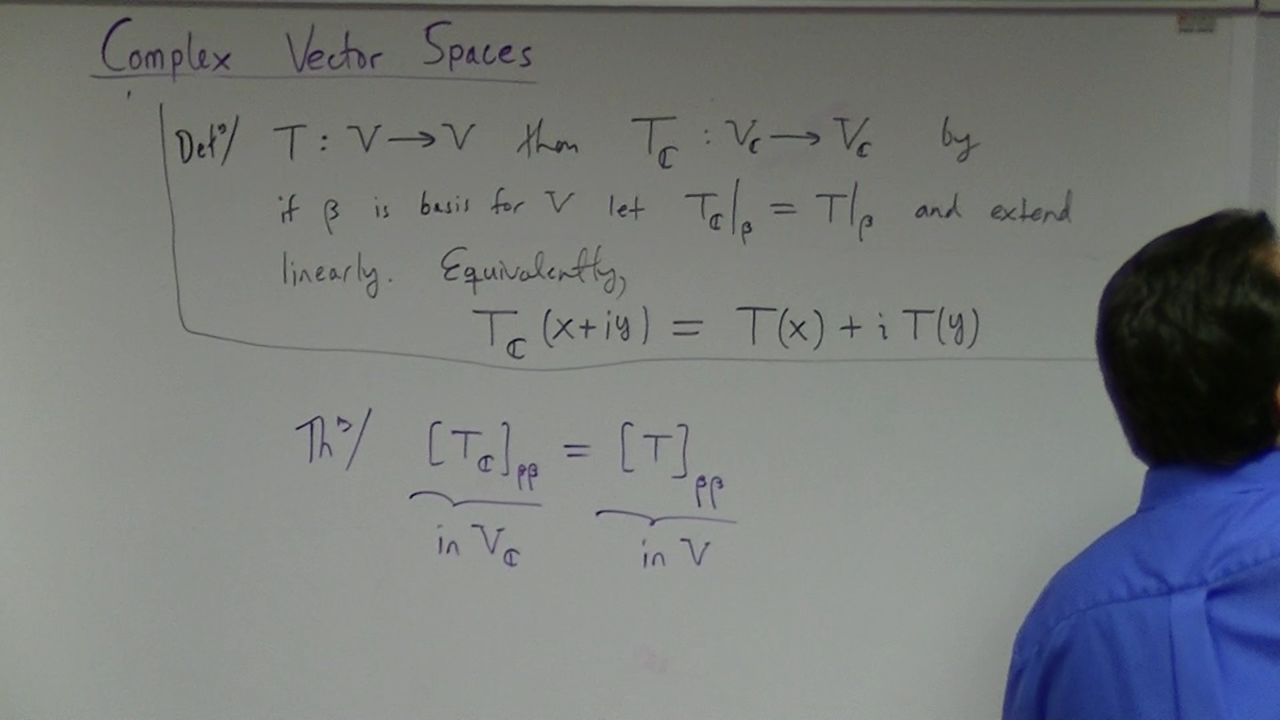 Complex Vector Spaces
Defⁿ/ T : V → V then T_ℂ : V_ℂ → V_ℂ by
if β is basis for V let T_ℂ|_β = T|_β and extend
linearly. Equivalently,
T_ℂ (x+iy) = T(x) + i T(y)
Thᵐ/ [T_ℂ]_ββ = [T]_ββ
in V_ℂ in V